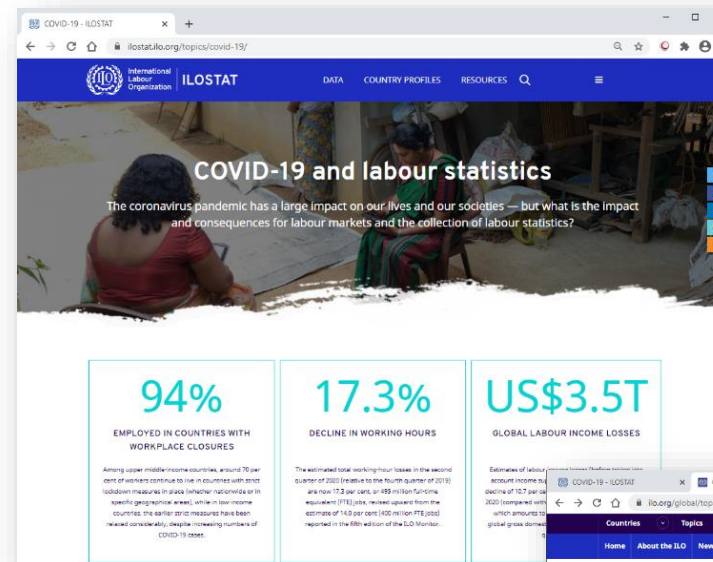 COVID-19 - ILOSTAT
ilostat.ilo.org/topics/covid-19/
International
Labour
Organization
ILOSTAT
DATA
COUNTRY PROFILES
RESOURCES
COVID-19 and labour statistics
The coronavirus pandemic has a large impact on our lives and our societies — but what is the impact
and consequences for labour markets and the collection of labour statistics?
94%
EMPLOYED IN COUNTRIES WITH
WORKPLACE CLOSURES
Among upper middle-income countries, around 70 per
cent of workers continue to live in countries with strict
lockdown measures in place (whether nationwide or in
specific geographical areas), while in low-income
countries, the earlier strict measures have been
relaxed considerably, despite increasing numbers of
COVID-19 cases.
17.3%
DECLINE IN WORKING HOURS
The estimated total working-hour losses in the second
quarter of 2020 (relative to the fourth quarter of 2019)
are now 17.3 per cent, or 495 million full-time
equivalent (FTE) jobs, revised upward from the
estimate of 14.0 per cent (400 million FTE jobs)
reported in the fifth edition of the ILO Monitor.
US$3.5T
GLOBAL LABOUR INCOME LOSSES
Estimates of labour
account income su
decline of 10.7 per ce
2020 (compared with
which amounts to
global gross domest
COVID-19 - ILOSTAT
ilo.org/global/top
Countries
Topics
Home
About the ILO
New